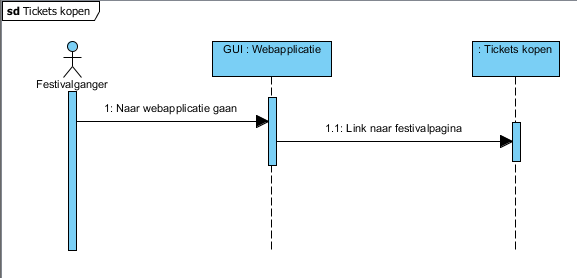 sd Tickets kopen
GUI : Webapplicatie
: Tickets kopen
Festivalganger
1: Naar webapplicatie gaan
1.1: Link naar festivalpagina